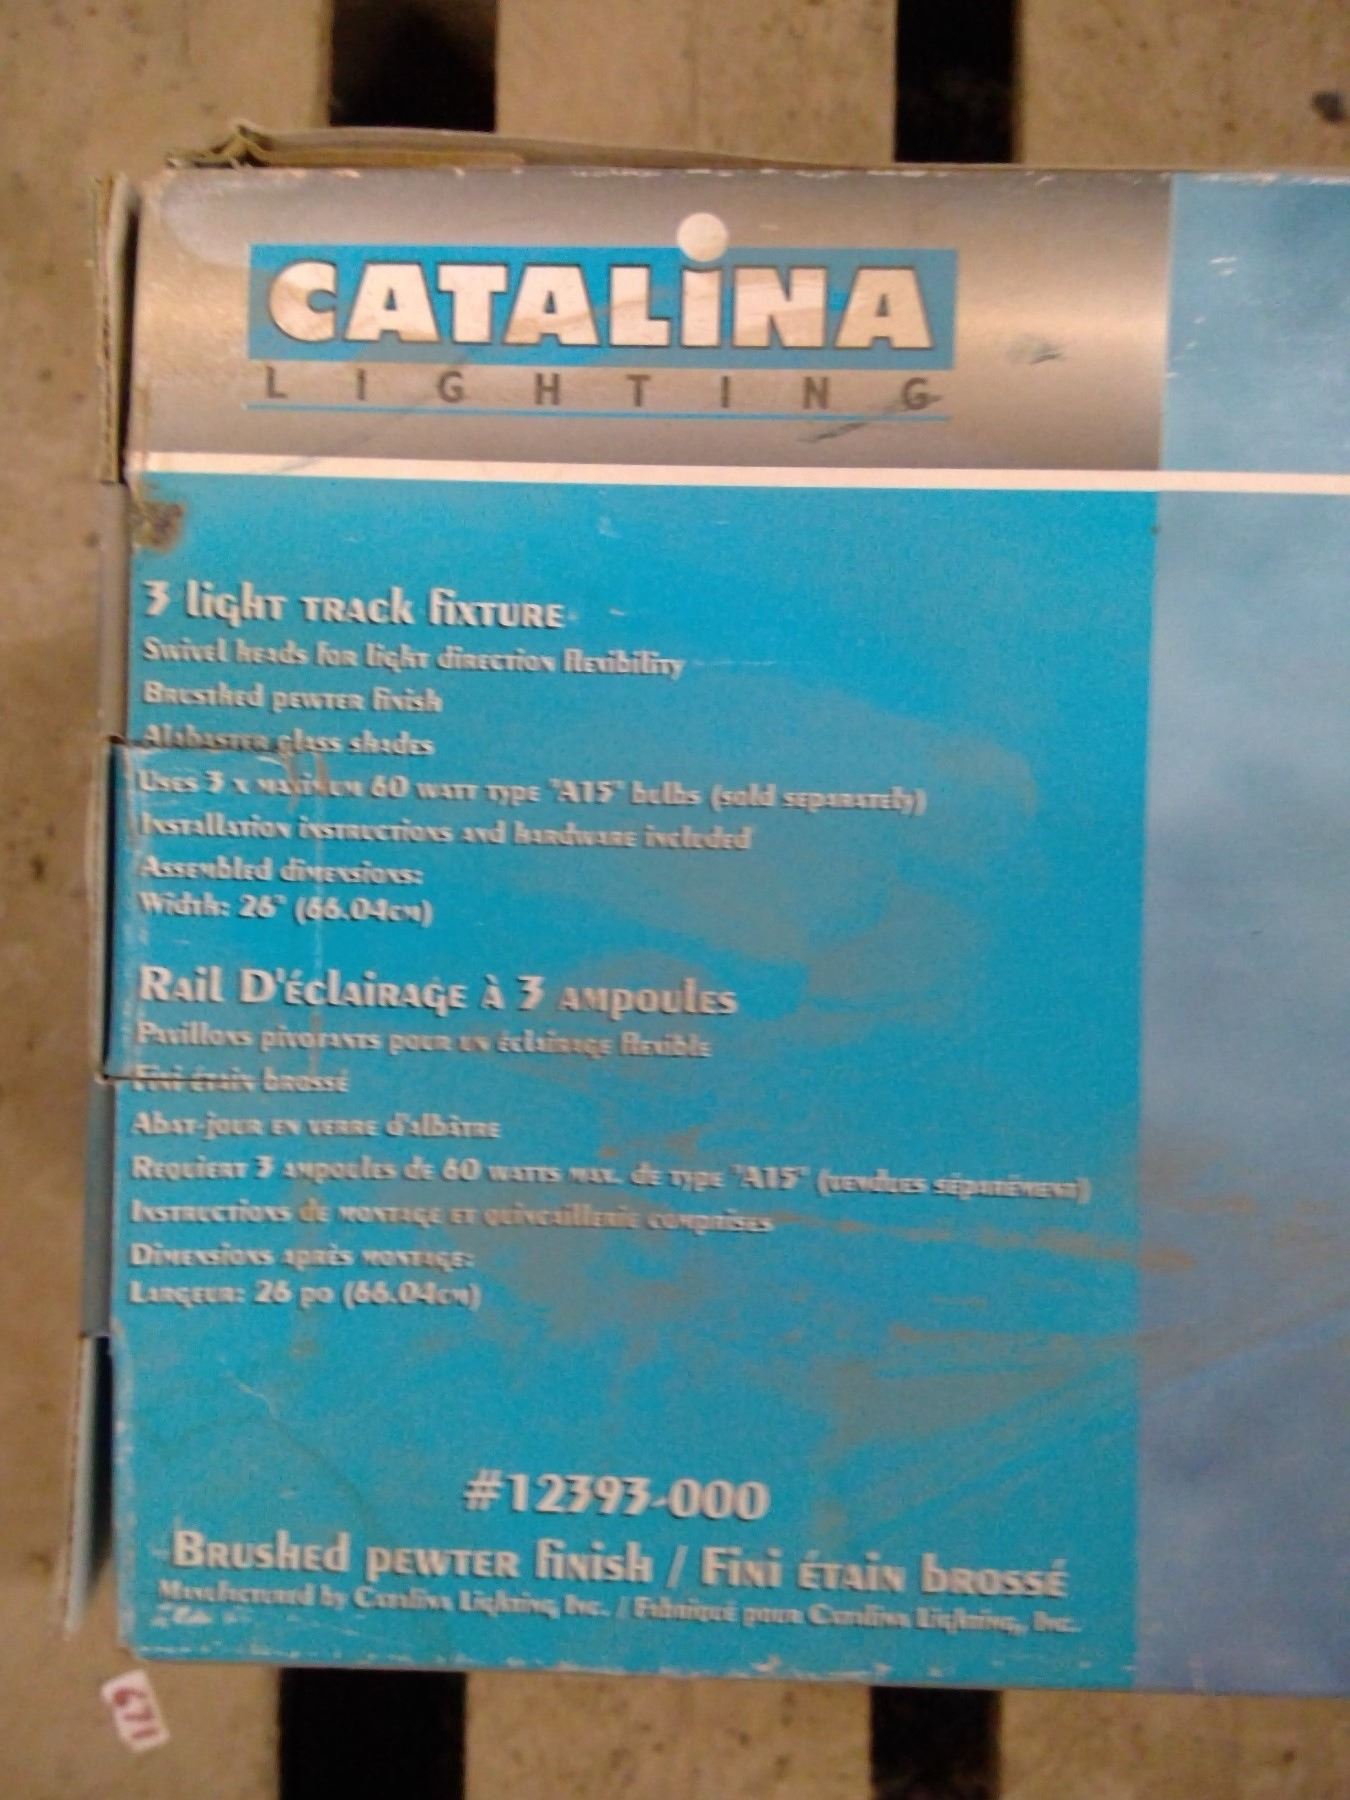 CATALiNA
LIGHTING
3 light track fixture
Swivel heads for light direction flexibility
Brushed pewter finish
Alabaster glass shades
Uses 3 x maximum 60 watt type "A15" bulbs (sold separately)
Installation instructions and hardware included
Assembled dimensions:
Width: 26" (66.04cm)
Rail D'éclairage à 3 ampoules
Pavillons pivotants pour un éclairage flexible
Fini étain brossé
Abat-jour en verre d'albâtre
Requiert 3 ampoules de 60 watts max. de type "A15" (vendues séparément)
Instructions de montage et quincaillerie comprises
Dimensions après montage:
Largeur: 26 po (66.04cm)
#12393-000
Brushed pewter finish / Fini étain brossé
Manufactured by Catalina Lighting, Inc. / Fabriqué pour Catalina Lighting, Inc.
671